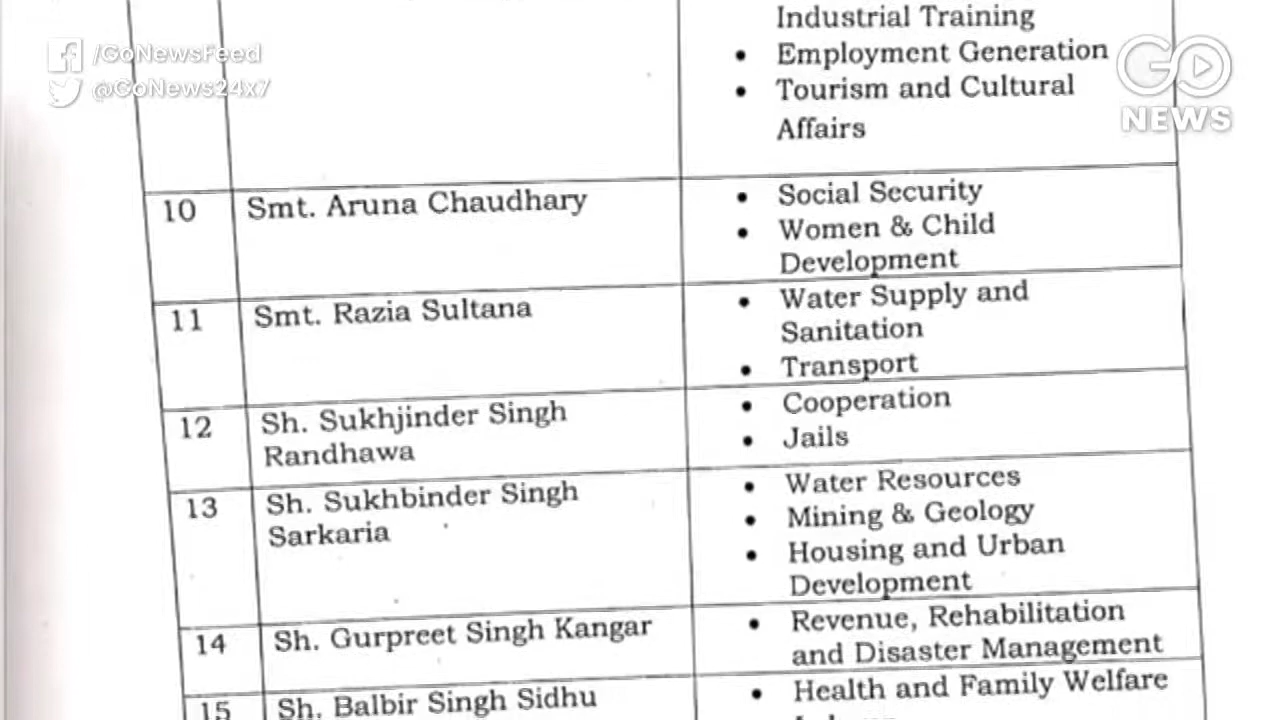 /GoNewsFeed
@GoNews24x7
GO
NEWS
Industrial Training
• Employment Generation
• Tourism and Cultural
Affairs
10 Smt. Aruna Chaudhary • Social Security
• Women & Child
Development
11 Smt. Razia Sultana • Water Supply and
Sanitation
• Transport
12 Sh. Sukhjinder Singh • Cooperation
Randhawa • Jails
13 Sh. Sukhbinder Singh • Water Resources
Sarkaria • Mining & Geology
• Housing and Urban
Development
14 Sh. Gurpreet Singh Kangar • Revenue, Rehabilitation
and Disaster Management
15 Sh. Balbir Singh Sidhu • Health and Family Welfare